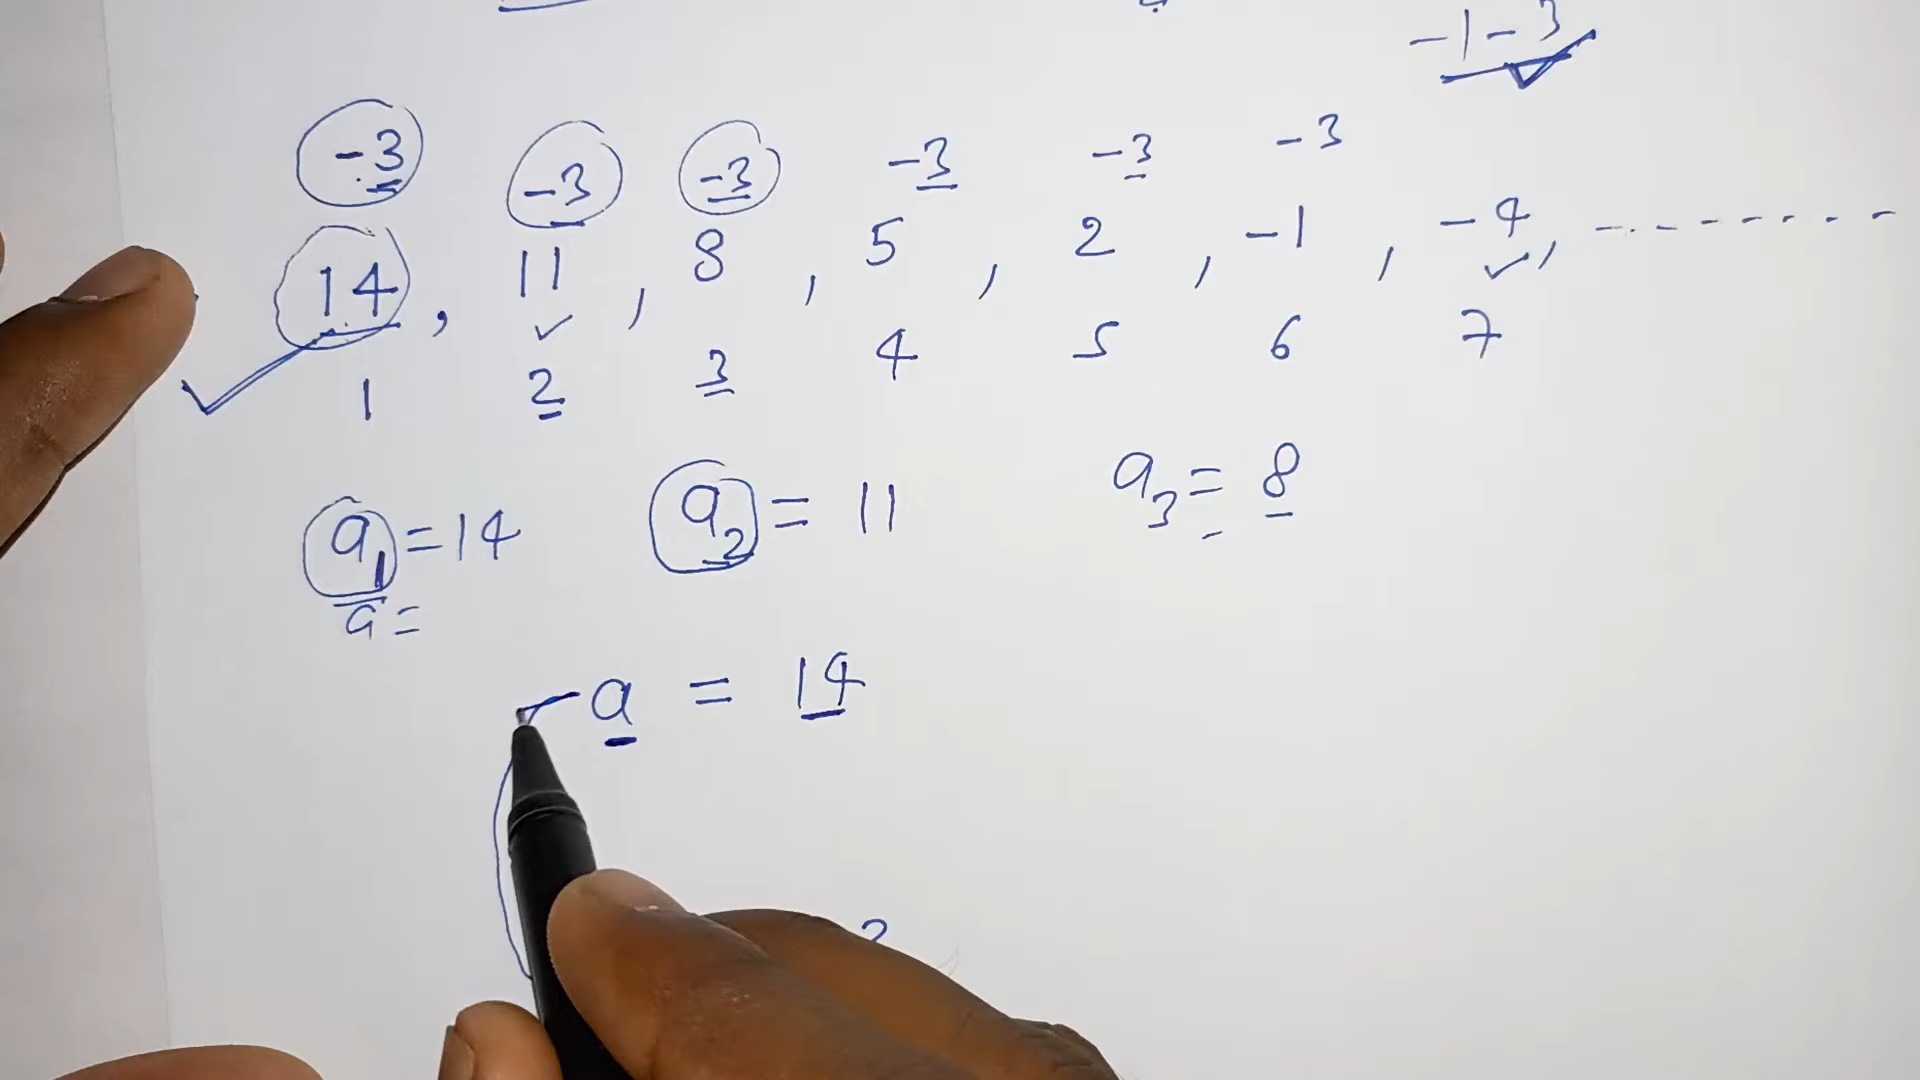 -1-3
-3 -3 -3 -3 -3 -3
14, 11, 8, 5, 2, -1, -4, --------
1 2 3 4 5 6 7
a₁=14 a₂ = 11 a₃ = 8
a =
a = 14